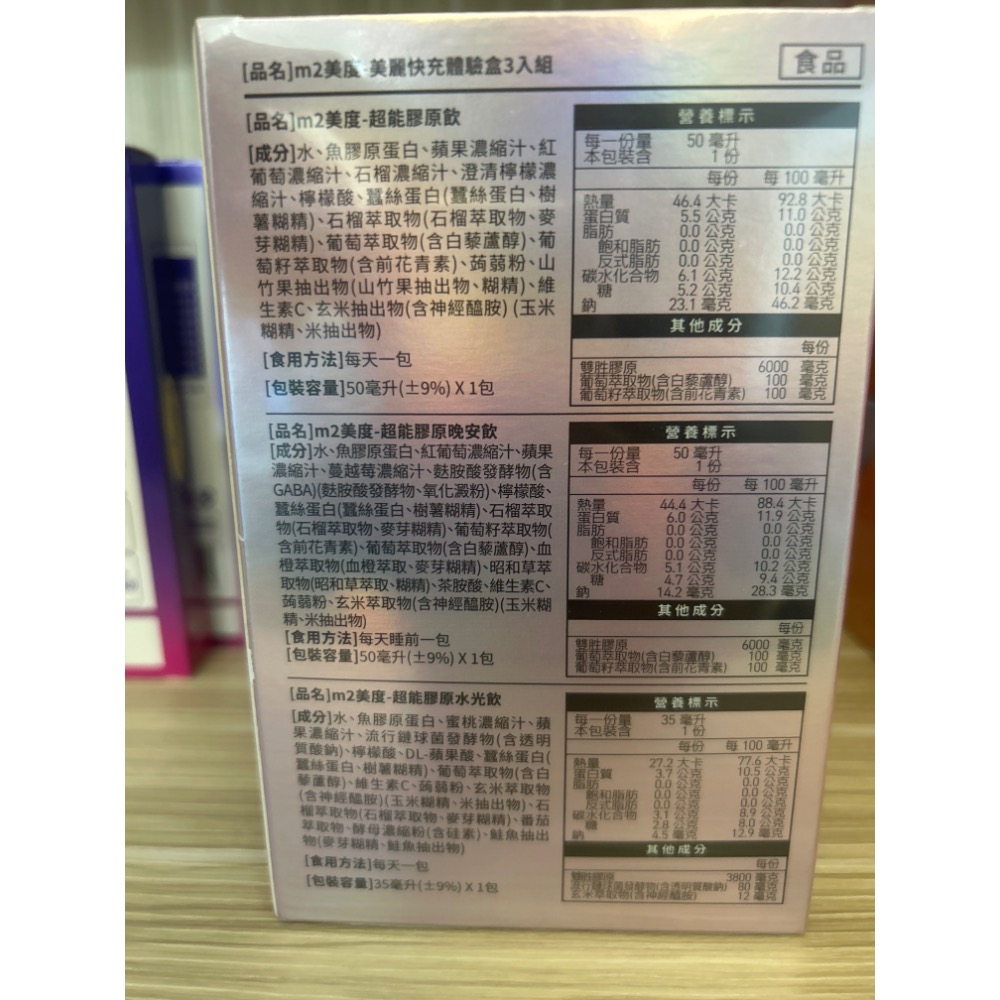 [品名]m2美度-美麗快充體驗盒3入組
食品
[品名]m2美度-超能膠原飲
[成分]水、魚膠原蛋白、蘋果濃縮汁、紅
葡萄濃縮汁、石榴濃縮汁、澄清檸檬濃
縮汁、檸檬酸、蠶絲蛋白(蠶絲蛋白、樹
薯糊精)、石榴萃取物(石榴萃取物、麥
芽糊精)、葡萄萃取物(含白藜蘆醇)、葡
萄籽萃取物(含前花青素)、蒟蒻粉、山
竹果抽出物(山竹果抽出物、糊精)、維
生素C、玄米抽出物(含神經醯胺) (玉米
糊精、米抽出物)
[食用方法]每天一包
[包裝容量]50毫升(±9%) X 1包
營養標示
每一份量 50 毫升
本包裝含 1 份
每份 每 100 毫升
熱量 46.4 大卡 92.8 大卡
蛋白質 5.5 公克 11.0 公克
脂肪 0.0 公克 0.0 公克
飽和脂肪 0.0 公克 0.0 公克
反式脂肪 0.0 公克 0.0 公克
碳水化合物 6.1 公克 12.2 公克
糖 5.2 公克 10.4 公克
鈉 23.1 毫克 46.2 毫克
其他成分
每份
雙胜膠原 6000 毫克
葡萄萃取物(含白藜蘆醇) 100 毫克
葡萄籽萃取物(含前花青素) 100 毫克
[品名]m2美度-超能膠原晚安飲
[成分]水、魚膠原蛋白、紅葡萄濃縮汁、蘋果
濃縮汁、蔓越莓濃縮汁、麩胺酸發酵物(含
GABA)(麩胺酸發酵物、氧化澱粉)、檸檬酸、
蠶絲蛋白(蠶絲蛋白、樹薯糊精)、石榴萃取
物(石榴萃取物、麥芽糊精)、葡萄籽萃取物(
含前花青素)、葡萄萃取物(含白藜蘆醇)、血
橙萃取物(血橙萃取、麥芽糊精)、昭和草萃
取物(昭和草萃取、糊精)、茶胺酸、維生素C、
蒟蒻粉、玄米萃取物(含神經醯胺)(玉米糊
精、米抽出物)
[食用方法]每天睡前一包
[包裝容量]50毫升(±9%) X 1包
營養標示
每一份量 50 毫升
本包裝含 1份
每份 每 100 毫升
熱量 44.4 大卡 88.4 大卡
蛋白質 6.0 公克 11.9 公克
脂肪 0.0 公克 0.0 公克
飽和脂肪 0.0 公克 0.0 公克
反式脂肪 0.0 公克 0.0 公克
碳水化合物 5.1 公克 10.2 公克
糖 4.7 公克 9.4 公克
鈉 14.2 毫克 28.3 毫克
其他成分
每份
雙胜膠原 6000 毫克
葡萄萃取物(含白藜蘆醇) 100 毫克
葡萄籽萃取物(含前花青素) 100 毫克
[品名]m2美度-超能膠原水光飲
[成分]水、魚膠原蛋白、蜜桃濃縮汁、蘋
果濃縮汁、流行鏈球菌發酵物(含透明
質酸鈉)、檸檬酸、DL-蘋果酸、蠶絲蛋白(
蠶絲蛋白、樹薯糊精)、葡萄萃取物(含白
藜蘆醇)、維生素C、蒟蒻粉、玄米萃取物
(含神經醯胺)(玉米糊精、米抽出物)、石
榴萃取物(石榴萃取物、麥芽糊精)、番茄
萃取物、酵母濃縮粉(含硅素)、鮭魚抽出
物(麥芽糊精、鮭魚抽出物)
[食用方法]每天一包
[包裝容量]35毫升(±9%) X 1包
營養標示
每一份量 35 毫升
本包裝含 1份
每份 每 100 毫升
熱量 27.2 大卡 77.6 大卡
蛋白質 3.7 公克 10.5 公克
脂肪 0.0 公克 0.0 公克
飽和脂肪 0.0 公克 0.0 公克
反式脂肪 0.0 公克 0.0 公克
碳水化合物 3.1 公克 8.9 公克
糖 2.8 公克 8.0 公克
鈉 4.5 毫克 12.9 毫克
其他成分
每份
雙胜膠原 3800 毫克
流行鏈球菌發酵物(含透明質酸鈉) 80 毫克
玄米萃取物(含神經醯胺) 12 毫克